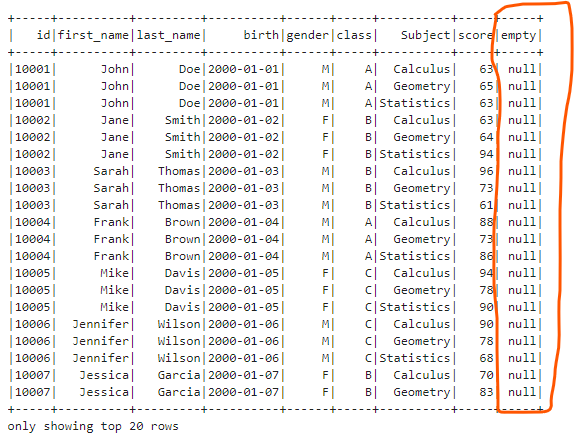 +-----+----------+---------+----------+------+-----+----------+-----+-----+
|   id|first_name|last_name|     birth|gender|class|   Subject|score|empty|
+-----+----------+---------+----------+------+-----+----------+-----+-----+
|10001|      John|      Doe|2000-01-01|     M|    A|  Calculus|   63| null|
|10001|      John|      Doe|2000-01-01|     M|    A|  Geometry|   65| null|
|10001|      John|      Doe|2000-01-01|     M|    A|Statistics|   63| null|
|10002|      Jane|    Smith|2000-01-02|     F|    B|  Calculus|   63| null|
|10002|      Jane|    Smith|2000-01-02|     F|    B|  Geometry|   64| null|
|10002|      Jane|    Smith|2000-01-02|     F|    B|Statistics|   94| null|
|10003|     Sarah|   Thomas|2000-01-03|     M|    B|  Calculus|   96| null|
|10003|     Sarah|   Thomas|2000-01-03|     M|    B|  Geometry|   73| null|
|10003|     Sarah|   Thomas|2000-01-03|     M|    B|Statistics|   61| null|
|10004|     Frank|    Brown|2000-01-04|     M|    A|  Calculus|   88| null|
|10004|     Frank|    Brown|2000-01-04|     M|    A|  Geometry|   73| null|
|10004|     Frank|    Brown|2000-01-04|     M|    A|Statistics|   86| null|
|10005|      Mike|    Davis|2000-01-05|     F|    C|  Calculus|   94| null|
|10005|      Mike|    Davis|2000-01-05|     F|    C|  Geometry|   78| null|
|10005|      Mike|    Davis|2000-01-05|     F|    C|Statistics|   90| null|
|10006|  Jennifer|   Wilson|2000-01-06|     M|    C|  Calculus|   90| null|
|10006|  Jennifer|   Wilson|2000-01-06|     M|    C|  Geometry|   78| null|
|10006|  Jennifer|   Wilson|2000-01-06|     M|    C|Statistics|   68| null|
|10007|   Jessica|   Garcia|2000-01-07|     F|    B|  Calculus|   70| null|
|10007|   Jessica|   Garcia|2000-01-07|     F|    B|  Geometry|   83| null|
+-----+----------+---------+----------+------+-----+----------+-----+-----+
only showing top 20 rows